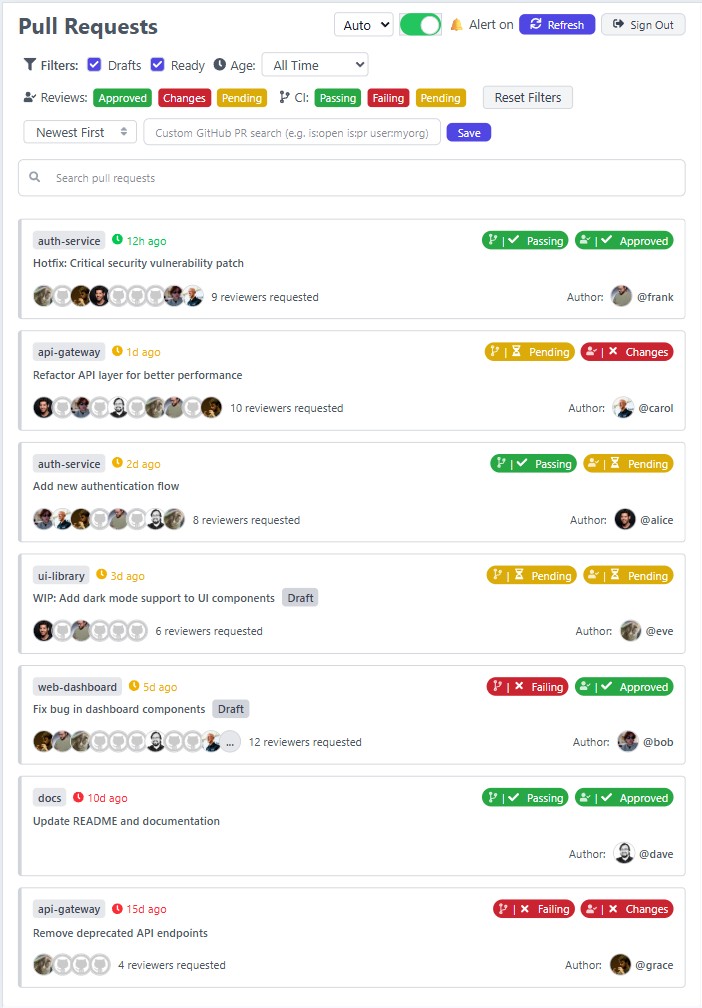 Pull Requests Auto Alert on Refresh Sign Out
Filters: Drafts Ready Age: All Time
Reviews: Approved Changes Pending CI: Passing Failing Pending Reset Filters
Newest First Custom GitHub PR search (e.g. is:open is:pr user:myorg) Save
Search pull requests
auth-service 12h ago | Passing | Approved
Hotfix: Critical security vulnerability patch
9 reviewers requested Author: @frank
api-gateway 1d ago | Pending | Changes
Refactor API layer for better performance
10 reviewers requested Author: @carol
auth-service 2d ago | Passing | Pending
Add new authentication flow
8 reviewers requested Author: @alice
ui-library 3d ago | Pending | Pending
WIP: Add dark mode support to UI components Draft
6 reviewers requested Author: @eve
web-dashboard 5d ago | Failing | Approved
Fix bug in dashboard components Draft
... 12 reviewers requested Author: @bob
docs 10d ago | Passing | Approved
Update README and documentation
Author: @dave
api-gateway 15d ago | Failing | Changes
Remove deprecated API endpoints
4 reviewers requested Author: @grace